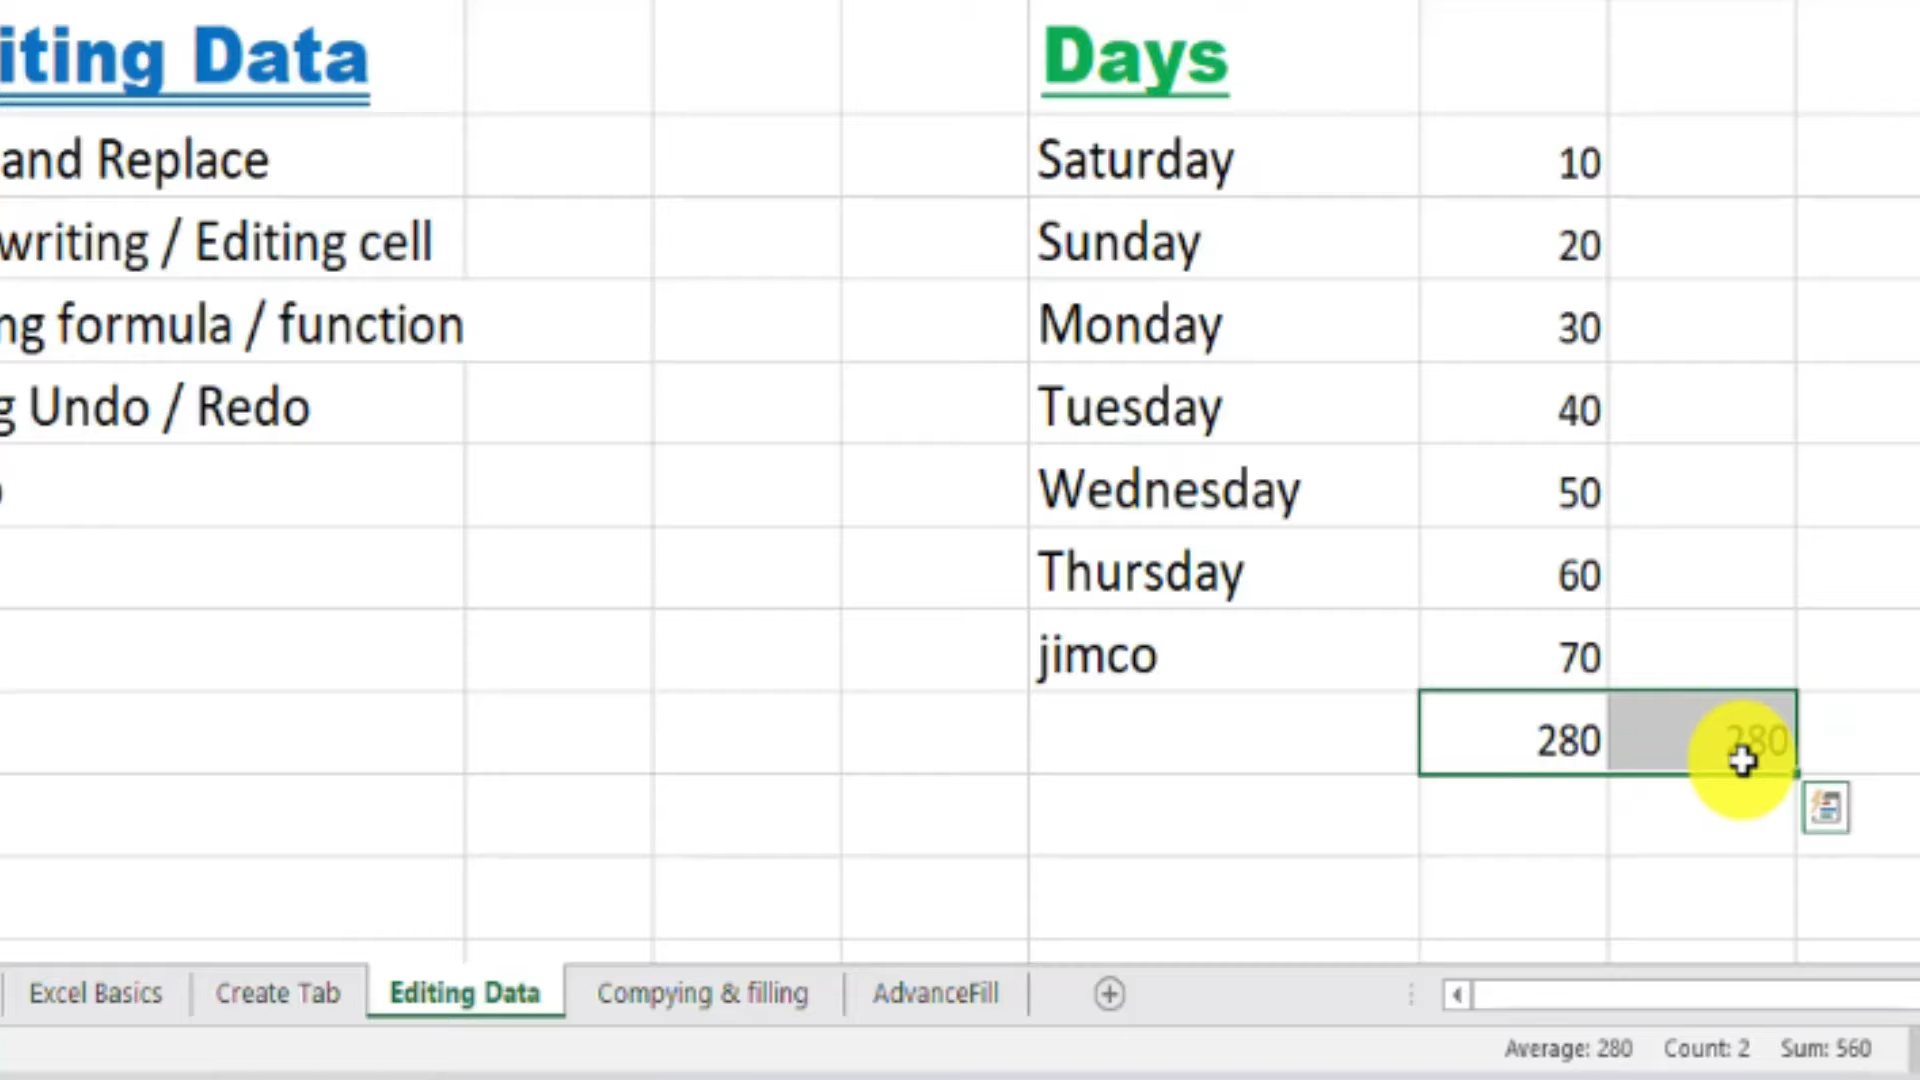 iting Data
Days
and Replace
Saturday 10
writing / Editing cell
Sunday 20
ng formula / function
Monday 30
g Undo / Redo
Tuesday 40
Wednesday 50
Thursday 60
jimco 70
280 280
Excel Basics Create Tab Editing Data Compying & filling AdvanceFill
Average: 280 Count: 2 Sum: 560